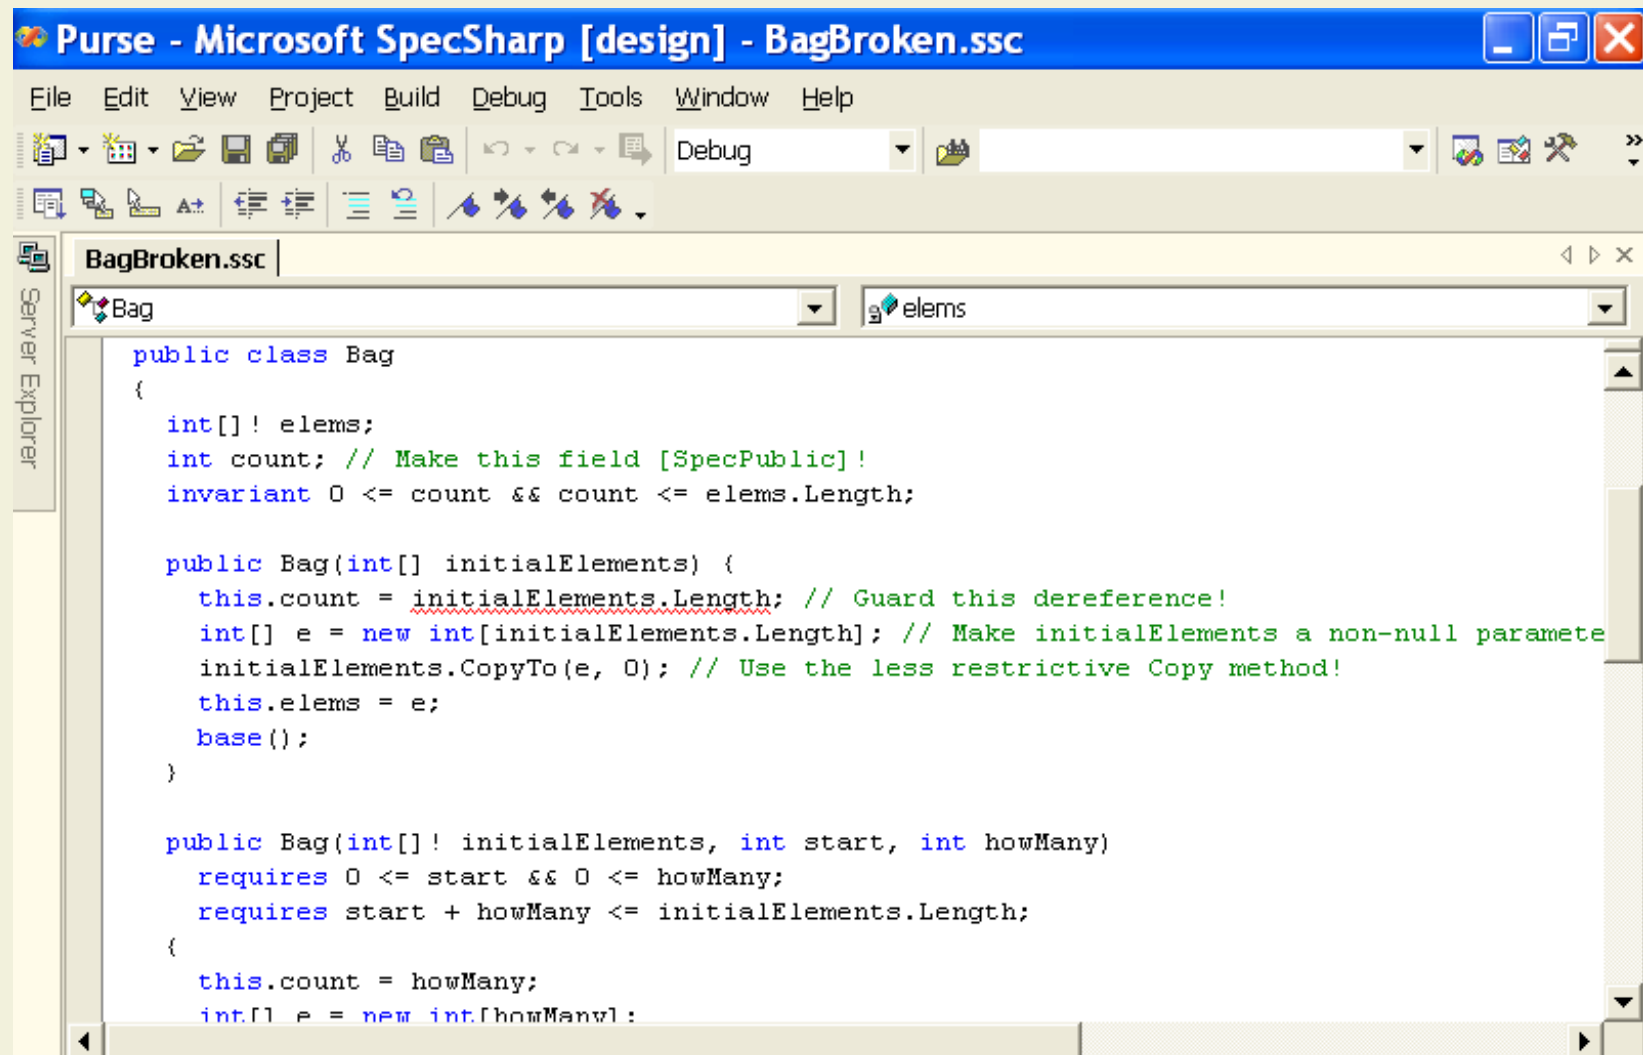 Purse - Microsoft SpecSharp [design] - BagBroken.ssc
File Edit View Project Build Debug Tools Window Help
Debug
BagBroken.ssc
Server Explorer
Bag elems
public class Bag
{
int[]! elems;
int count; // Make this field [SpecPublic]!
invariant 0 <= count && count <= elems.Length;
public Bag(int[] initialElements) {
this.count = initialElements.Length; // Guard this dereference!
int[] e = new int[initialElements.Length]; // Make initialElements a non-null paramete
initialElements.CopyTo(e, 0); // Use the less restrictive Copy method!
this.elems = e;
base();
}
public Bag(int[]! initialElements, int start, int howMany)
requires 0 <= start && 0 <= howMany;
requires start + howMany <= initialElements.Length;
{
this.count = howMany;
int[] e = new int[howMany];